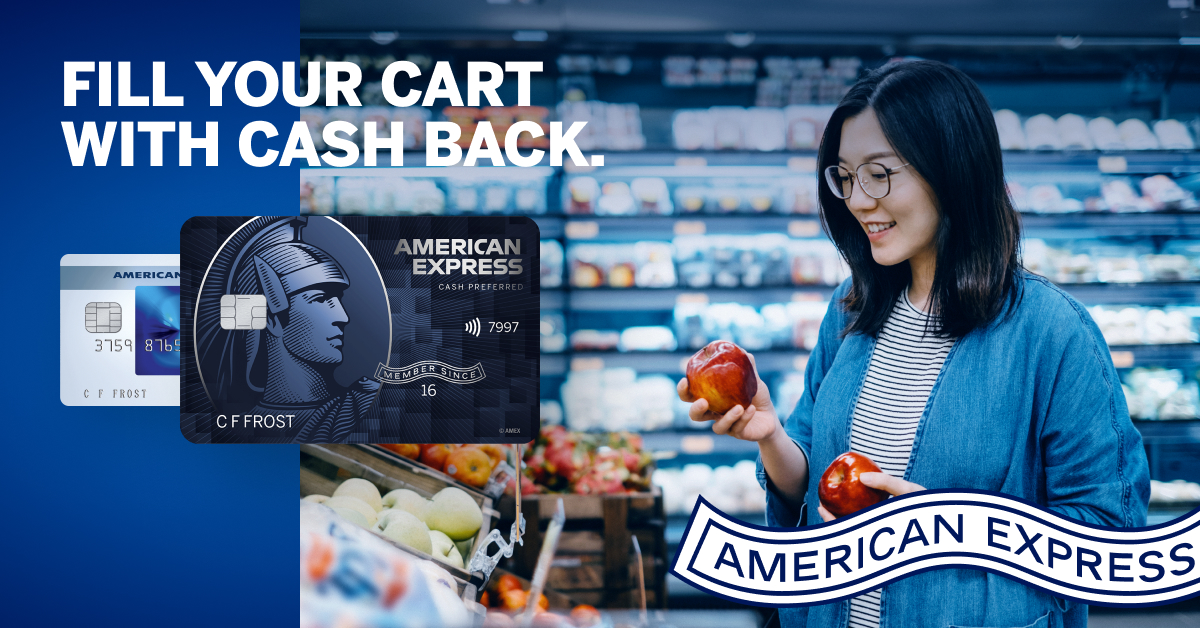 FILL YOUR CART
WITH CASH BACK.
AMERICAN
3759 8765
C F FROST
AMERICAN
EXPRESS
CASH PREFERRED
7997
MEMBER SINCE
16
C F FROST
© AMEX
AMERICAN EXPRESS